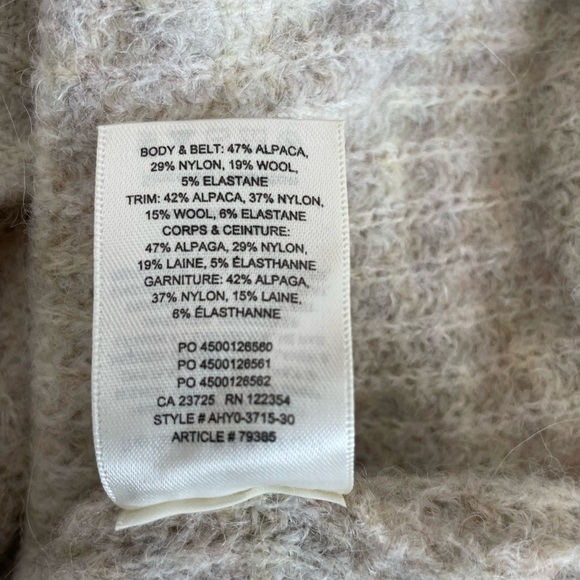 BODY & BELT: 47% ALPACA,
29% NYLON, 19% WOOL,
5% ELASTANE
TRIM: 42% ALPACA, 37% NYLON,
15% WOOL, 6% ELASTANE
CORPS & CEINTURE:
47% ALPAGA, 29% NYLON,
19% LAINE, 5% ÉLASTHANNE
GARNITURE: 42% ALPAGA,
37% NYLON, 15% LAINE,
6% ÉLASTHANNE
PO 4500126560
PO 4500126561
PO 4500126562
CA 23725 RN 122354
STYLE # AHY0-3715-30
ARTICLE # 79385